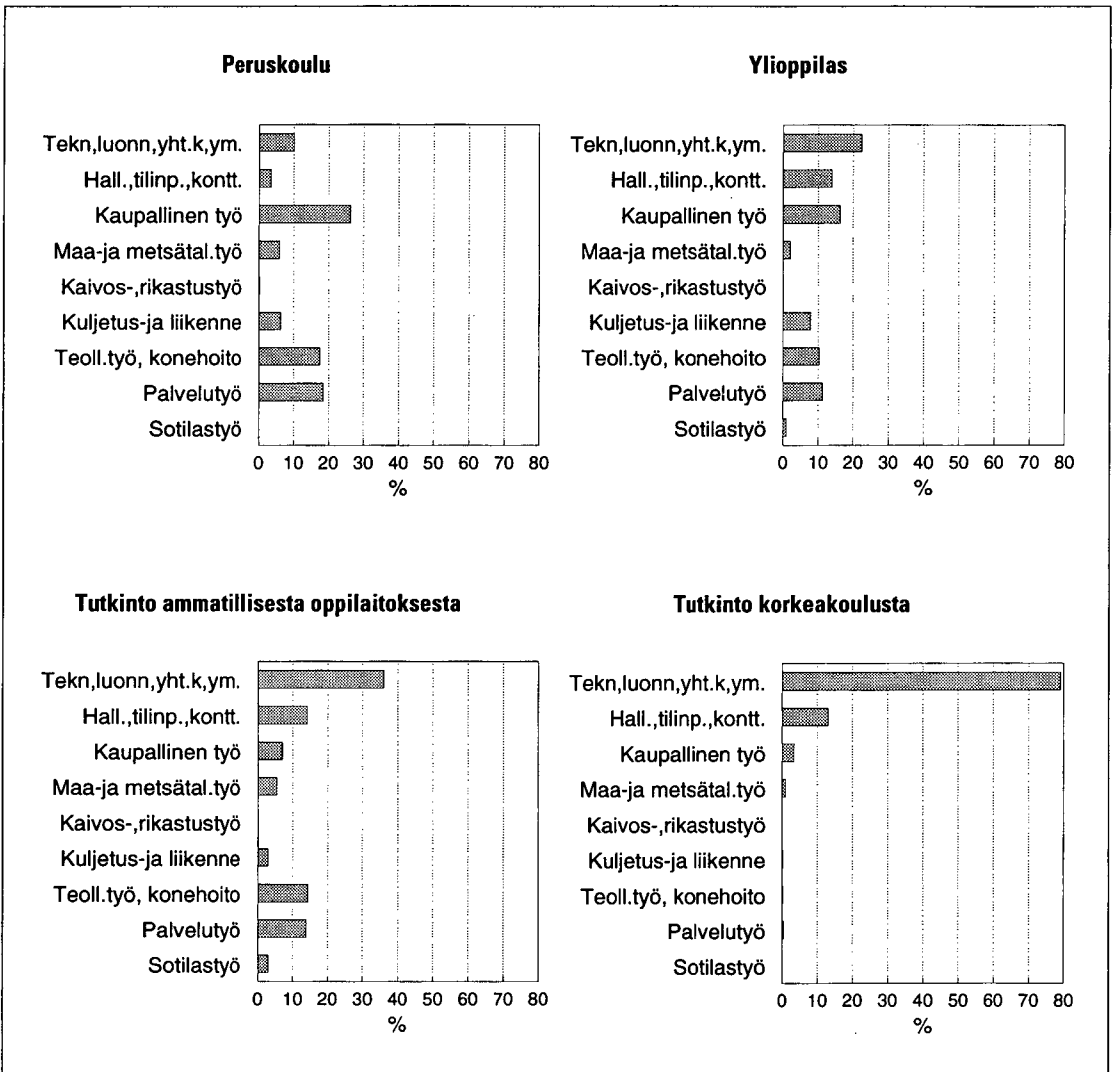 Peruskoulu
Tekn,luonn,yht.k,ym.
Hall.,tilinp.,kontt.
Kaupallinen työ
Maa-ja metsätal.työ
Kaivos-,rikastustyö
Kuljetus-ja liikenne
Teoll.työ, konehoito
Palvelutyö
Sotilastyö
0 10 20 30 40 50 60 70 80
%
Ylioppilas
Tekn,luonn,yht.k,ym.
Hall.,tilinp.,kontt.
Kaupallinen työ
Maa-ja metsätal.työ
Kaivos-,rikastustyö
Kuljetus-ja liikenne
Teoll.työ, konehoito
Palvelutyö
Sotilastyö
0 10 20 30 40 50 60 70 80
%
Tutkinto ammatillisesta oppilaitoksesta
Tekn,luonn,yht.k,ym.
Hall.,tilinp.,kontt.
Kaupallinen työ
Maa-ja metsätal.työ
Kaivos-,rikastustyö
Kuljetus-ja liikenne
Teoll.työ, konehoito
Palvelutyö
Sotilastyö
0 10 20 30 40 50 60 70 80
%
Tutkinto korkeakoulusta
Tekn,luonn,yht.k,ym.
Hall.,tilinp.,kontt.
Kaupallinen työ
Maa-ja metsätal.työ
Kaivos-,rikastustyö
Kuljetus-ja liikenne
Teoll.työ, konehoito
Palvelutyö
Sotilastyö
0 10 20 30 40 50 60 70 80
%